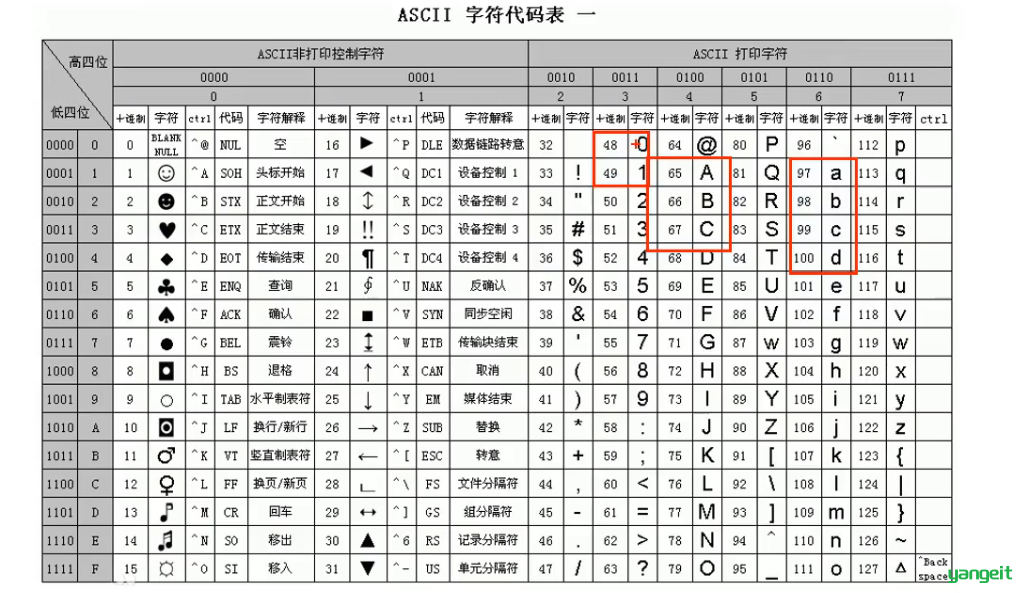 ASCII 字符代码表 一
高四位 ASCII非打印控制字符 ASCII 打印字符
0000 0001 0010 0011 0100 0101 0110 0111
低四位 0 1 2 3 4 5 6 7
十进制 字符 ctrl 代码 字符解释 十进制 字符 ctrl 代码 字符解释 十进制 字符 十进制 字符 十进制 字符 十进制 字符 十进制 字符 十进制 字符 ctrl
0000 0 0 BLANK NULL ^@ NUL 空 16 ► ^P DLE 数据链路转意 32 48 0 64 @ 80 P 96 ` 112 p
0001 1 1 ☺ ^A SOH 头标开始 17 ◄ ^Q DC1 设备控制 1 33 ! 49 1 65 A 81 Q 97 a 113 q
0010 2 2 ☻ ^B STX 正文开始 18 ↕ ^R DC2 设备控制 2 34 " 50 2 66 B 82 R 98 b 114 r
0011 3 3 ♥ ^C ETX 正文结束 19 !! ^S DC3 设备控制 3 35 # 51 3 67 C 83 S 99 c 115 s
0100 4 4 ♦ ^D EOT 传输结束 20 ¶ ^T DC4 设备控制 4 36 $ 52 4 68 D 84 T 100 d 116 t
0101 5 5 ♣ ^E ENQ 查询 21 ∮ ^U NAK 反确认 37 % 53 5 69 E 85 U 101 e 117 u
0110 6 6 ♠ ^F ACK 确认 22 ■ ^V SYN 同步空闲 38 & 54 6 70 F 86 V 102 f 118 v
0111 7 7 ● ^G BEL 震铃 23 ↨ ^W ETB 传输块结束 39 ' 55 7 71 G 87 w 103 g 119 w
1000 8 8 ◘ ^H BS 退格 24 ↑ ^X CAN 取消 40 ( 56 8 72 H 88 X 104 h 120 x
1001 9 9 ○ ^I TAB 水平制表符 25 ↓ ^Y EM 媒体结束 41 ) 57 9 73 I 89 Y 105 i 121 y
1010 A 10 ◙ ^J LF 换行/新行 26 → ^Z SUB 替换 42 * 58 : 74 J 90 Z 106 j 122 z
1011 B 11 ♂ ^K VT 竖直制表符 27 ← ^[ ESC 转意 43 + 59 ; 75 K 91 [ 107 k 123 {
1100 C 12 ♀ ^L FF 换页/新页 28 ∟ ^\ FS 文件分隔符 44 , 60 < 76 L 92 \ 108 l 124 |
1101 D 13 ♪ ^M CR 回车 29 ↔ ^] GS 组分隔符 45 - 61 = 77 M 93 ] 109 m 125 }
1110 E 14 ♫ ^N SO 移出 30 ▲ ^6 RS 记录分隔符 46 . 62 > 78 N 94 ^ 110 n 126 ~
1111 F 15 ☼ ^O SI 移入 31 ▼ ^- US 单元分隔符 47 / 63 ? 79 O 95 _ 111 o 127 Δ ^Back space
yangeit